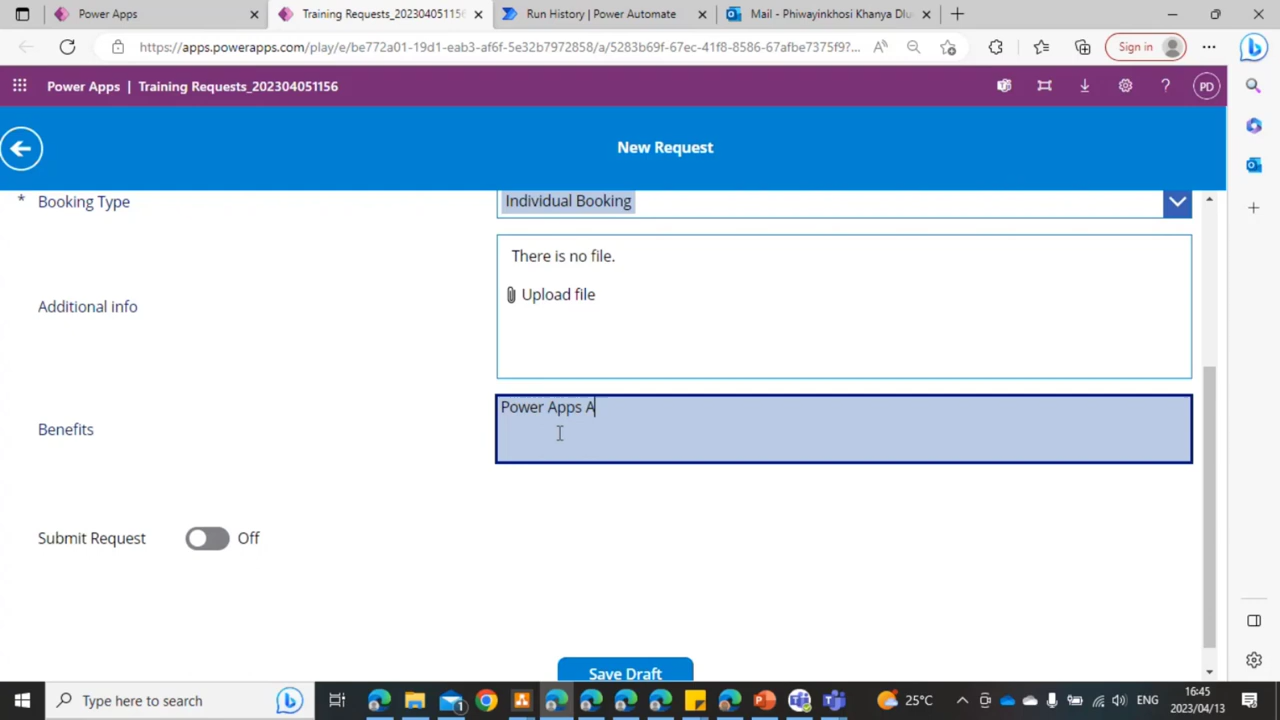 Power Apps
Training Requests_202304051156
Run History | Power Automate
Mail - Phiwayinkhosi Khanya Dlu
https://apps.powerapps.com/play/e/be772a01-19d1-eab3-af6f-5e32b7972858/a/5283b69f-67ec-41f8-8586-67afbe7375f9?...
Sign in
Power Apps | Training Requests_202304051156
PD
New Request
* Booking Type
Individual Booking
There is no file.
Upload file
Additional info
Power Apps A
Benefits
Submit Request
Off
Save Draft
Type here to search
1
25°C
ENG
16:45
2023/04/13